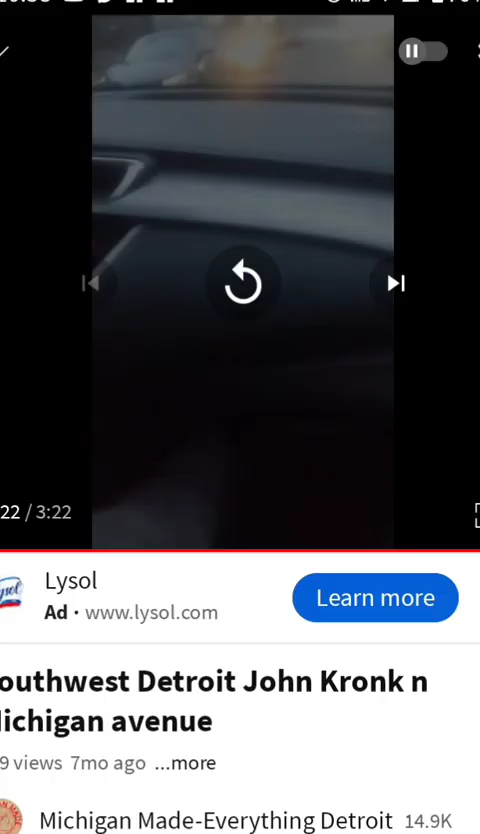 22 / 3:22
Lysol
Ad · www.lysol.com
Learn more
outhwest Detroit John Kronk n
lichigan avenue
9 views 7mo ago ...more
Michigan Made-Everything Detroit 14.9K